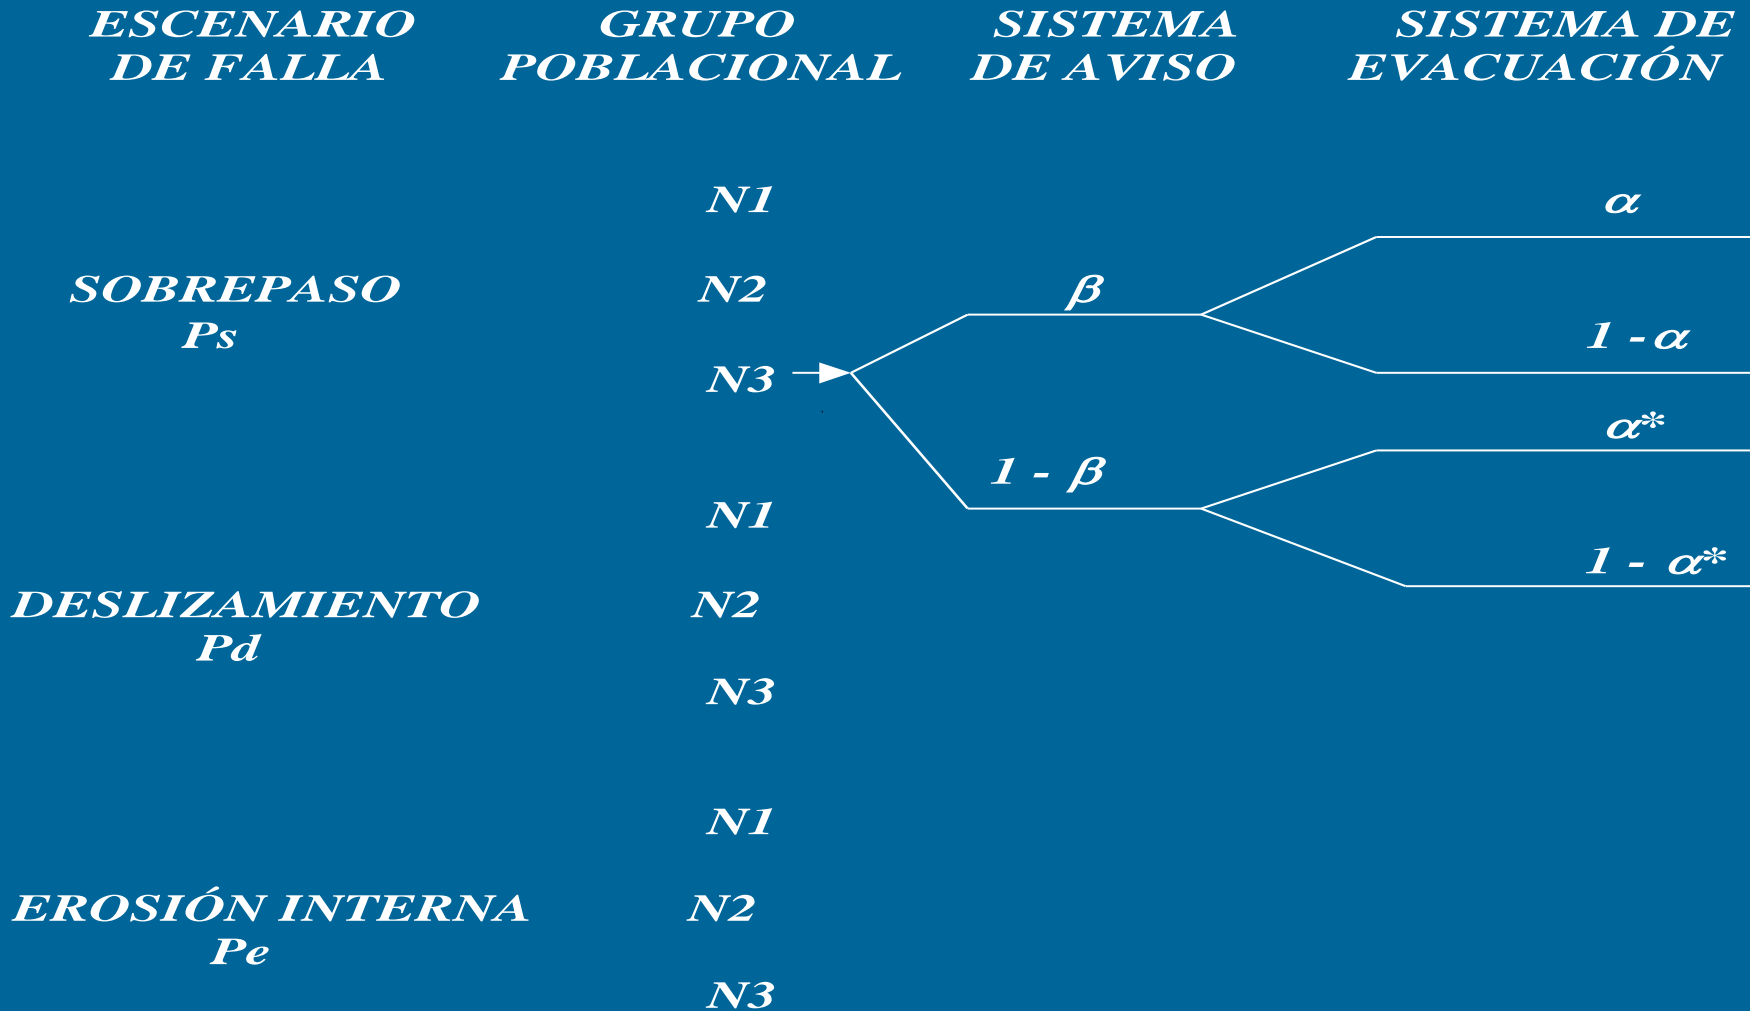 ESCENARIO DE FALLA
GRUPO POBLACIONAL
SISTEMA DE AVISO
SISTEMA DE EVACUACIÓN
N1
α
SOBREPASO
Ps
N2
β
1 - α
N3
α*
1 - β
N1
1 - α*
DESLIZAMIENTO
Pd
N2
N3
N1
EROSIÓN INTERNA
Pe
N2
N3